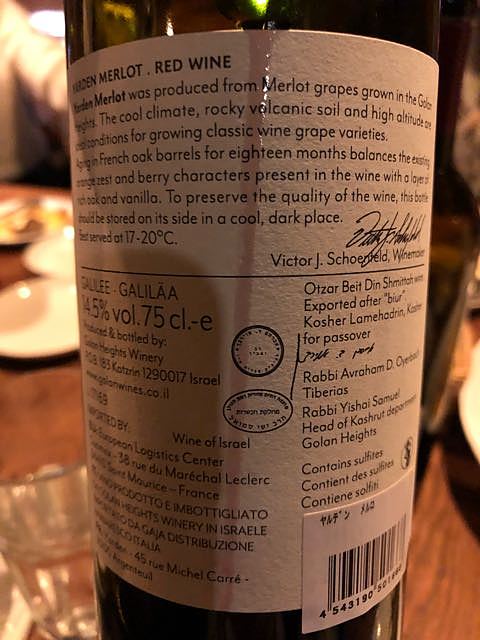 YARDEN MERLOT . RED WINE
Yarden Merlot was produced from Merlot grapes grown in the Golan
Heights. The cool climate, rocky volcanic soil and high altitude are
ideal conditions for growing classic wine grape varieties.
Aging in French oak barrels for eighteen months balances the existing
orange zest and berry characters present in the wine with a layer of
rich oak and vanilla. To preserve the quality of the wine, this bottle
should be stored on its side in a cool, dark place.
Best served at 17-20°C.
Victor J. Schoenfeld, Winemaker
GALILEE - GALILÄA
14.5% vol.75 cl.-e
Produced & bottled by:
Golan Heights Winery
P.O.B. 183 Katzrin 1290017 Israel
www.golanwines.co.il
Wine of Israel
IMPORTED BY:
European Logistics Center
38 rue du Maréchal Leclerc
Saint Maurice – France
PRODOTTO E IMBOTTIGLIATO
GOLAN HEIGHTS WINERY IN ISRAELE
DA GAJA DISTRIBUZIONE
ITALIA
45 rue Michel Carré -
Argenteuil
Otzar Beit Din Shmittah wine
Exported after "biur"
Kosher Lamehadrin, Kosher
for passover
Rabbi Avraham D. Oyerbach
Tiberias
Rabbi Yishai Samuel
Head of Kashrut department
Golan Heights
Contains sulfites
Contient des sulfites
Contiene solfiti
ヤルデン メルロ
4 543190 501